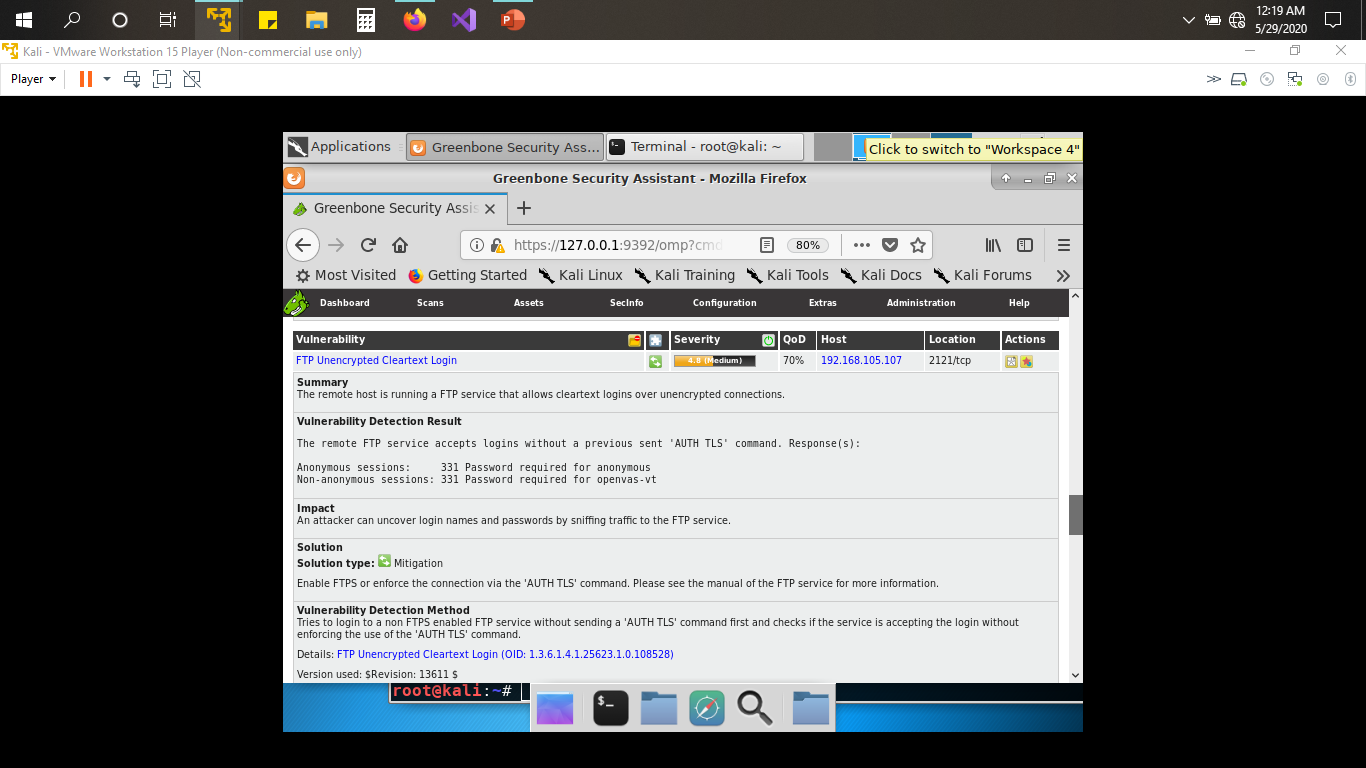 12:19 AM
5/29/2020
Kali - VMware Workstation 15 Player (Non-commercial use only)
Player
Applications
Greenbone Security Ass...
Terminal - root@kali: ~
Click to switch to "Workspace 4"
Greenbone Security Assistant - Mozilla Firefox
Greenbone Security Assis
https://127.0.0.1:9392/omp?cmd
80%
Most Visited
Getting Started
Kali Linux
Kali Training
Kali Tools
Kali Docs
Kali Forums
Dashboard
Scans
Assets
SecInfo
Configuration
Extras
Administration
Help
Vulnerability
Severity
QoD
Host
Location
Actions
FTP Unencrypted Cleartext Login
4.8 (Medium)
70%
192.168.105.107
2121/tcp
Summary
The remote host is running a FTP service that allows cleartext logins over unencrypted connections.
Vulnerability Detection Result
The remote FTP service accepts logins without a previous sent 'AUTH TLS' command. Response(s):
Anonymous sessions:     331 Password required for anonymous
Non-anonymous sessions: 331 Password required for openvas-vt
Impact
An attacker can uncover login names and passwords by sniffing traffic to the FTP service.
Solution
Solution type: Mitigation
Enable FTPS or enforce the connection via the 'AUTH TLS' command. Please see the manual of the FTP service for more information.
Vulnerability Detection Method
Tries to login to a non FTPS enabled FTP service without sending a 'AUTH TLS' command first and checks if the service is accepting the login without
enforcing the use of the 'AUTH TLS' command.
Details: FTP Unencrypted Cleartext Login (OID: 1.3.6.1.4.1.25623.1.0.108528)
Version used: $Revision: 13611 $
root@kali:~#